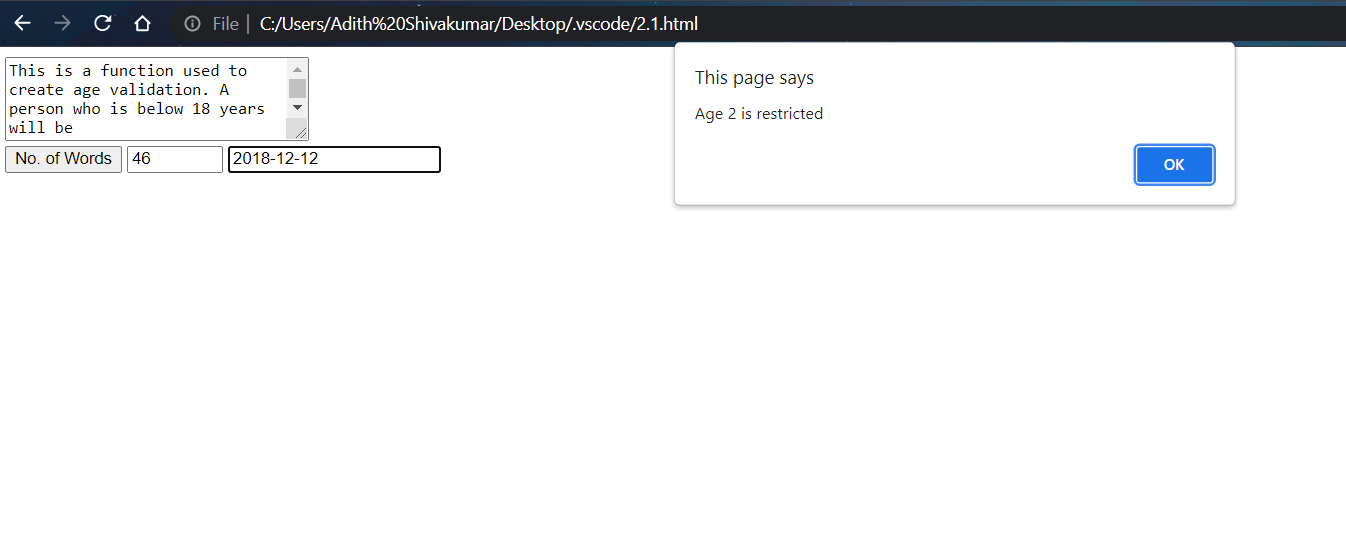 File | C:/Users/Adith%20Shivakumar/Desktop/.vscode/2.1.html
This page says
Age 2 is restricted
OK
This is a function used to
create age validation. A
person who is below 18 years
will be
No. of Words 46 2018-12-12